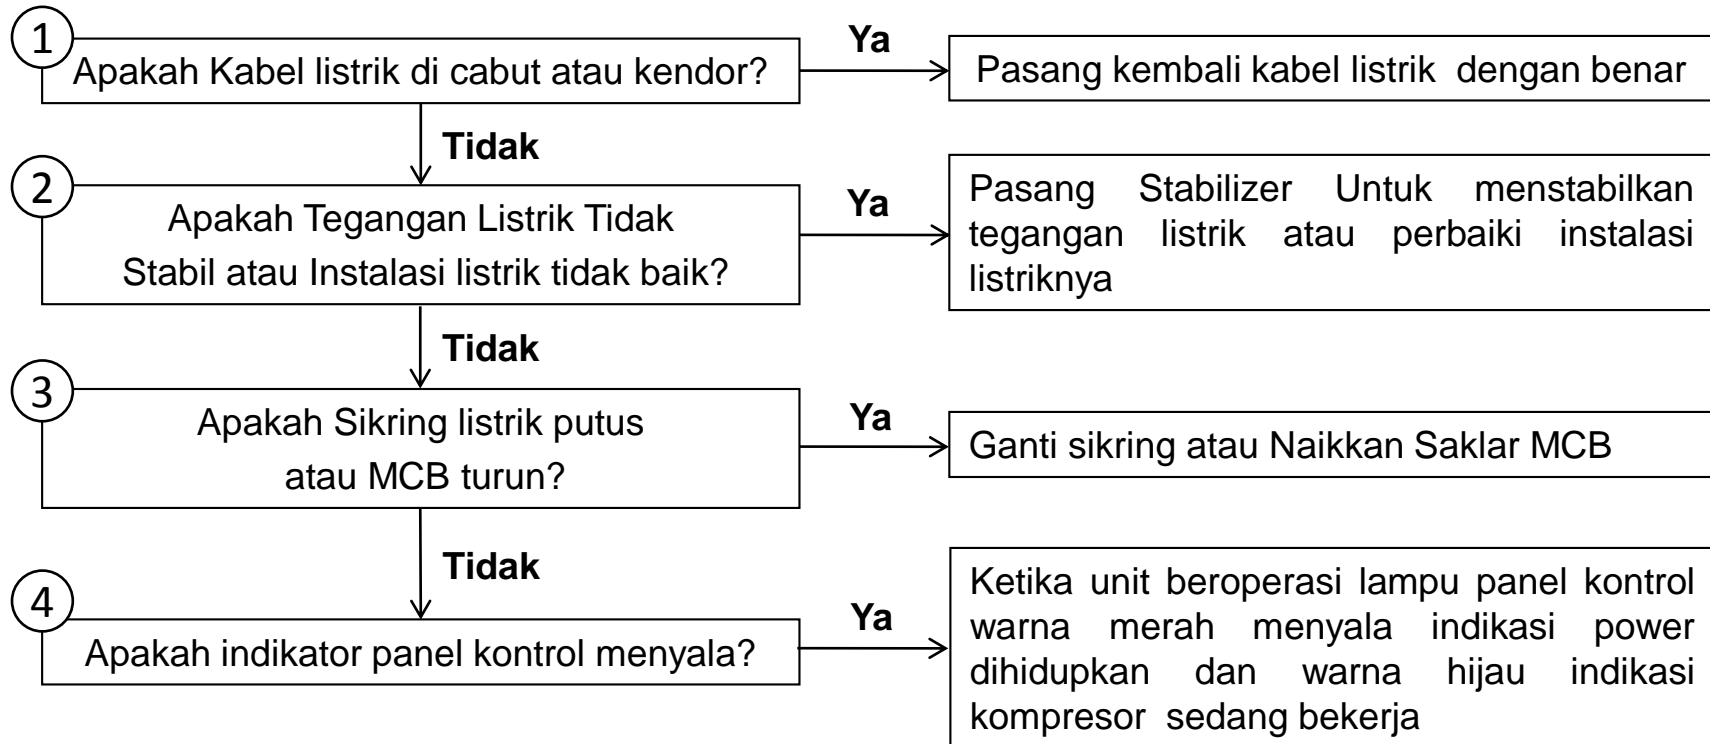 1
Apakah Kabel listrik di cabut atau kendor?
Ya
Pasang kembali kabel listrik dengan benar
Tidak
2
Apakah Tegangan Listrik Tidak
Stabil atau Instalasi listrik tidak baik?
Ya
Pasang Stabilizer Untuk menstabilkan
tegangan listrik atau perbaiki instalasi
listriknya
Tidak
3
Apakah Sikring listrik putus
atau MCB turun?
Ya
Ganti sikring atau Naikkan Saklar MCB
Tidak
4
Apakah indikator panel kontrol menyala?
Ya
Ketika unit beroperasi lampu panel kontrol
warna merah menyala indikasi power
dihidupkan dan warna hijau indikasi
kompresor sedang bekerja